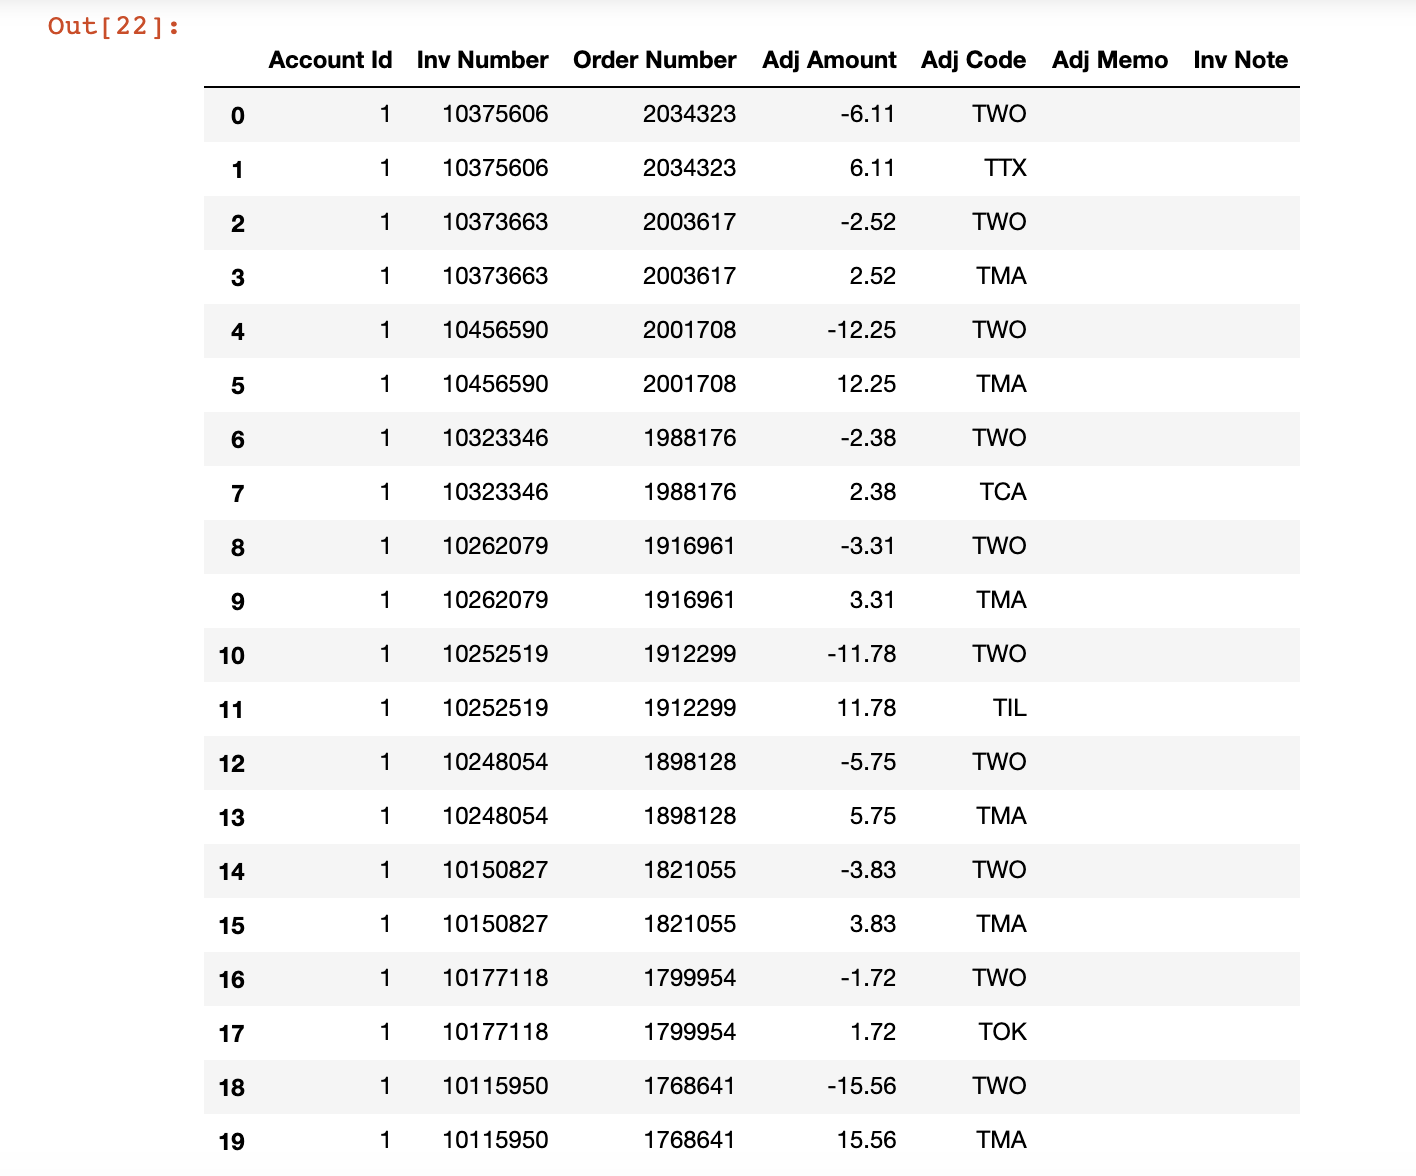 Out[22]:
Account Id Inv Number Order Number Adj Amount Adj Code Adj Memo Inv Note
0 1 10375606 2034323 -6.11 TWO
1 1 10375606 2034323 6.11 TTX
2 1 10373663 2003617 -2.52 TWO
3 1 10373663 2003617 2.52 TMA
4 1 10456590 2001708 -12.25 TWO
5 1 10456590 2001708 12.25 TMA
6 1 10323346 1988176 -2.38 TWO
7 1 10323346 1988176 2.38 TCA
8 1 10262079 1916961 -3.31 TWO
9 1 10262079 1916961 3.31 TMA
10 1 10252519 1912299 -11.78 TWO
11 1 10252519 1912299 11.78 TIL
12 1 10248054 1898128 -5.75 TWO
13 1 10248054 1898128 5.75 TMA
14 1 10150827 1821055 -3.83 TWO
15 1 10150827 1821055 3.83 TMA
16 1 10177118 1799954 -1.72 TWO
17 1 10177118 1799954 1.72 TOK
18 1 10115950 1768641 -15.56 TWO
19 1 10115950 1768641 15.56 TMA